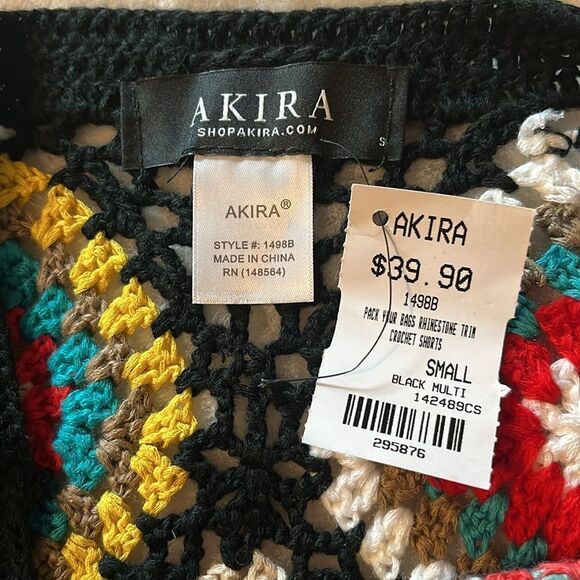 AKIRA
SHOPAKIRA.COM
S
AKIRA®
STYLE #: 1498B
MADE IN CHINA
RN (148564)
AKIRA
$39.90
1498B
PACK YOUR BAGS RHINESTONE TRIM
CROCHET SHORTS
SMALL
BLACK MULTI
142489CS
295876